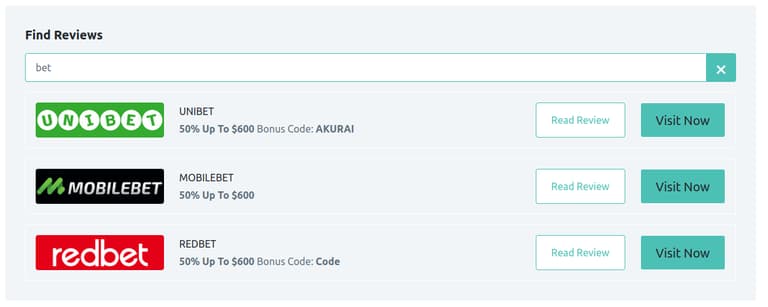 Find Reviews
bet
UNIBET
UNIBET
50% Up To $600 Bonus Code: AKURAI
Read Review
Visit Now
MOBILEBET
MOBILEBET
50% Up To $600
Read Review
Visit Now
redbet
REDBET
50% Up To $600 Bonus Code: Code
Read Review
Visit Now